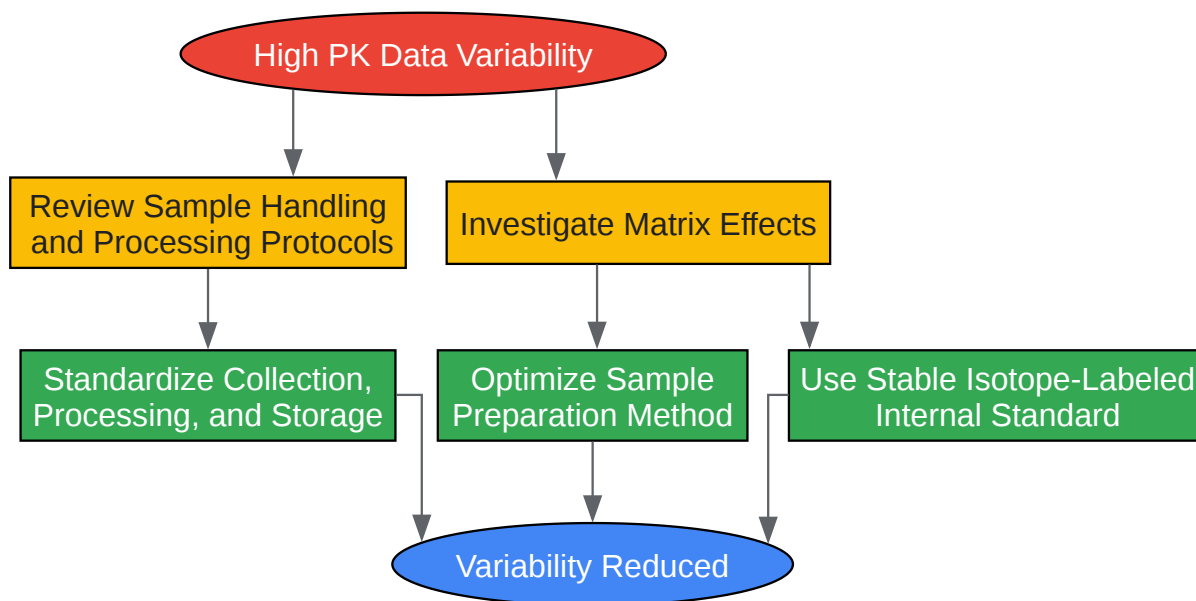 High PK Data Variability
Review Sample Handling
and Processing Protocols
Investigate Matrix Effects
Standardize Collection,
Processing, and Storage
Optimize Sample
Preparation Method
Use Stable Isotope-Labeled
Internal Standard
Variability Reduced